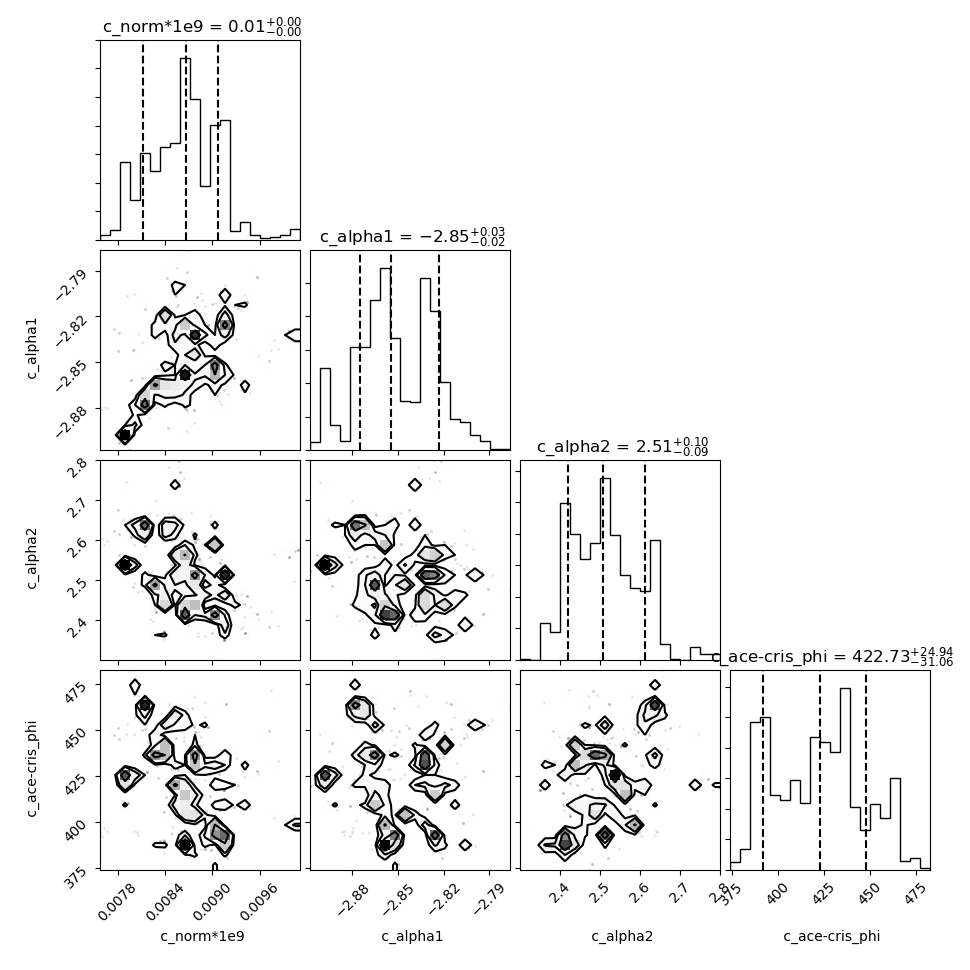 c_norm*1e9 = 0.01+0.00−0.00
c_alpha1 = −2.85+0.03−0.02
−2.79
−2.82
−2.85
−2.88
c_alpha1
c_alpha2 = 2.51+0.10−0.09
2.8
2.7
2.6
2.5
2.4
c_alpha2
c_ace-cris_phi = 422.73+24.94−31.06
475
450
425
400
375
c_ace-cris_phi
0.0078 0.0084 0.0090 0.0096
−2.88 −2.85 −2.82 −2.79
2.4 2.5 2.6 2.7 2.8
375 400 425 450 475
c_norm*1e9 c_alpha1 c_alpha2 c_ace-cris_phi